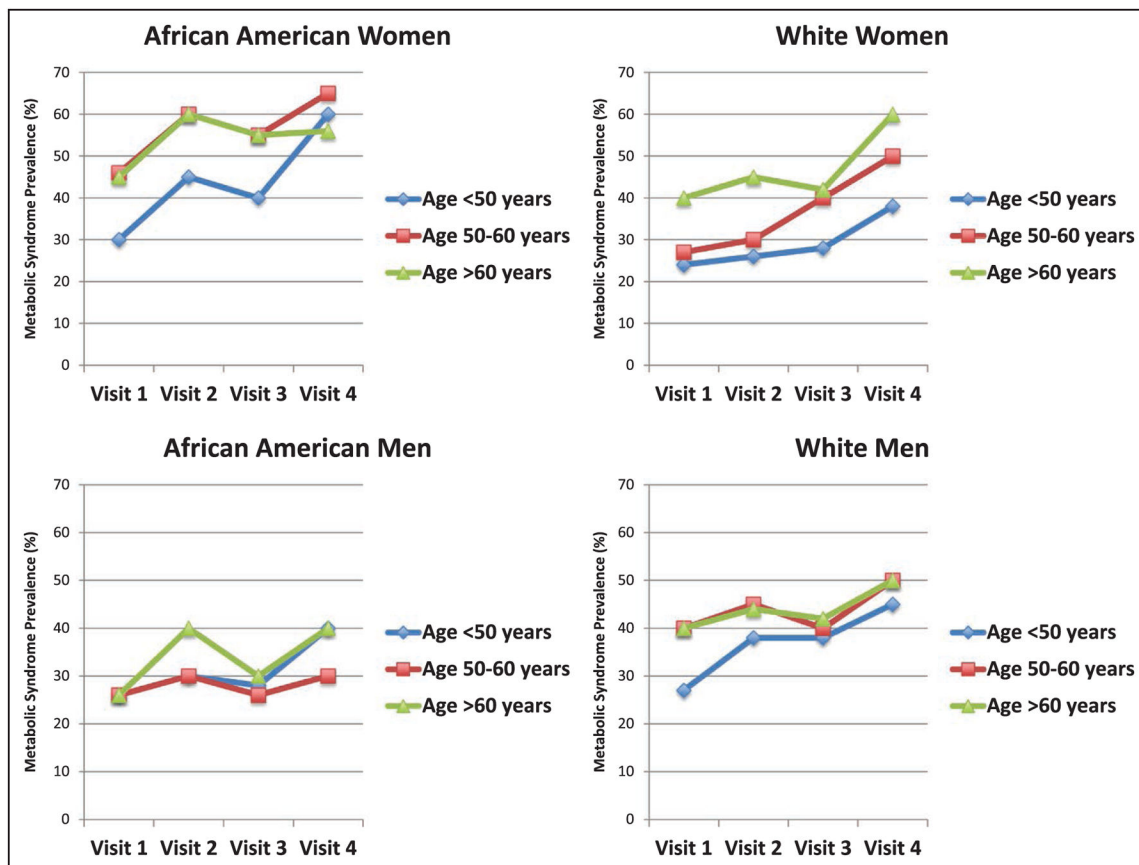 African American Women
Metabolic Syndrome Prevalence (%)
70
60
50
40
30
20
10
0
Visit 1 Visit 2 Visit 3 Visit 4
Age <50 years
Age 50-60 years
Age >60 years
White Women
Metabolic Syndrome Prevalence (%)
70
60
50
40
30
20
10
0
Visit 1 Visit 2 Visit 3 Visit 4
Age <50 years
Age 50-60 years
Age >60 years
African American Men
Metabolic Syndrome Prevalence (%)
70
60
50
40
30
20
10
0
Visit 1 Visit 2 Visit 3 Visit 4
Age <50 years
Age 50-60 years
Age >60 years
White Men
Metabolic Syndrome Prevalence (%)
70
60
50
40
30
20
10
0
Visit 1 Visit 2 Visit 3 Visit 4
Age <50 years
Age 50-60 years
Age >60 years